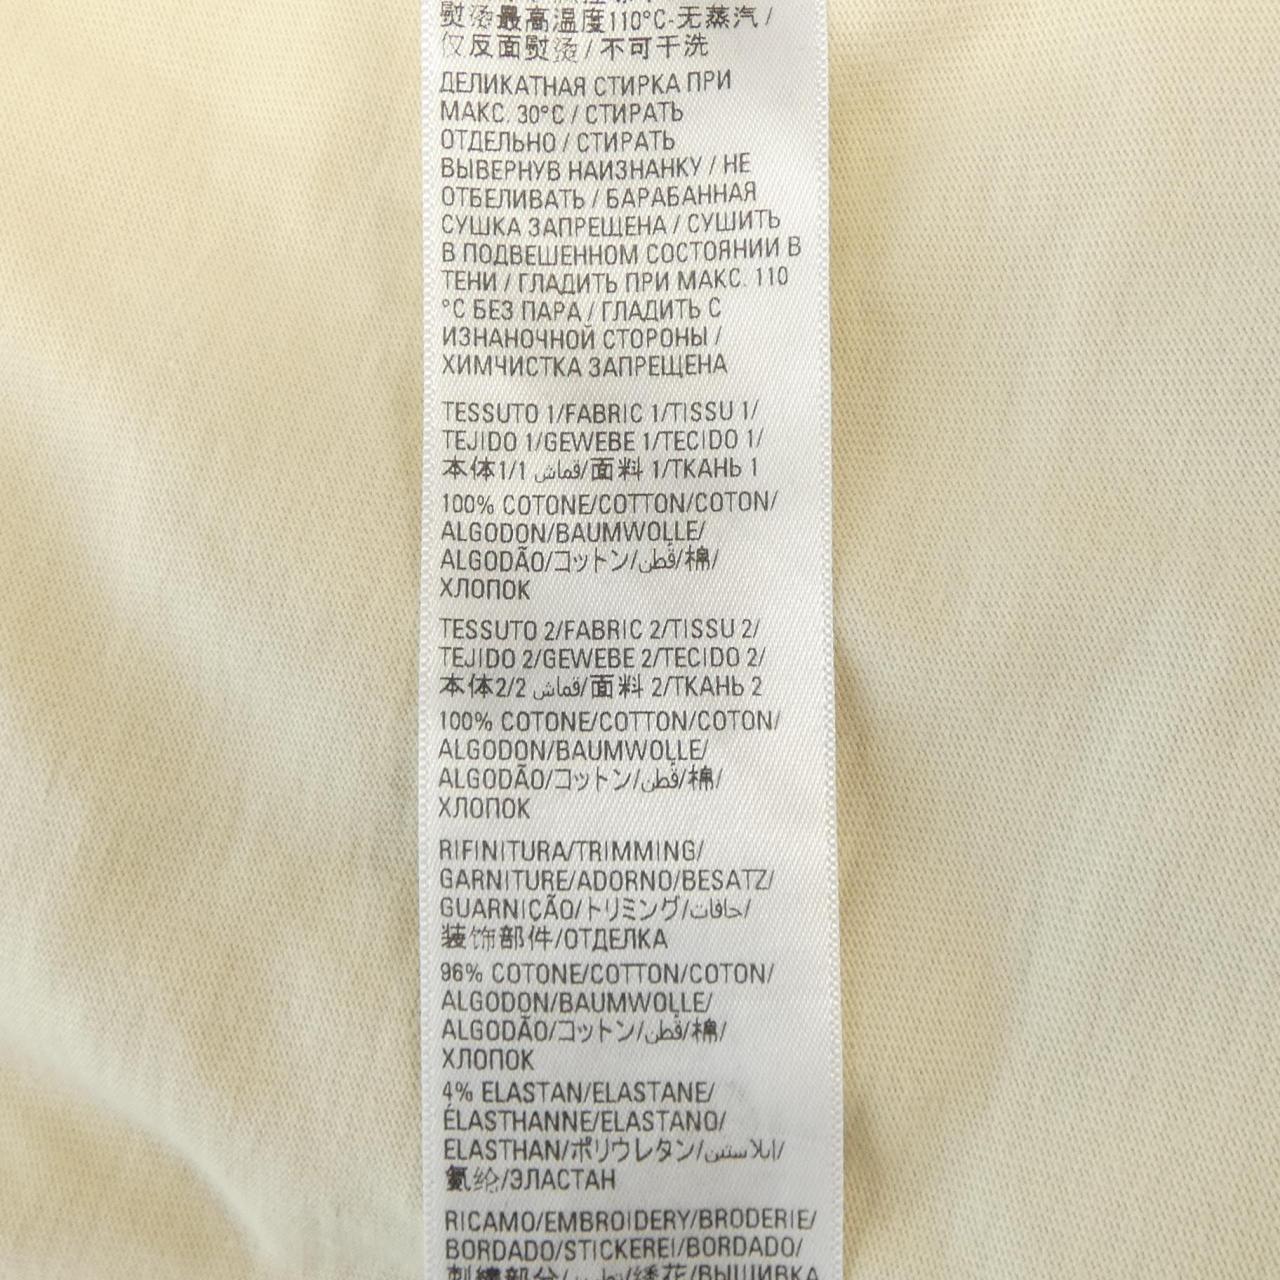 熨烫最高温度110°C-无蒸汽/
仅反面熨烫/不可干洗
ДЕЛИКАТНАЯ СТИРКА ПРИ
МАКС. 30°C / СТИРАТЬ
ОТДЕЛЬНО / СТИРАТЬ
ВЫВЕРНУВ НАИЗНАНКУ / НЕ
ОТБЕЛИВАТЬ / БАРАБАННАЯ
СУШКА ЗАПРЕЩЕНА / СУШИТЬ
В ПОДВЕШЕННОМ СОСТОЯНИИ В
ТЕНИ / ГЛАДИТЬ ПРИ МАКС. 110
°C БЕЗ ПАРА / ГЛАДИТЬ С
ИЗНАНОЧНОЙ СТОРОНЫ /
ХИМЧИСТКА ЗАПРЕЩЕНА
TESSUTO 1/FABRIC 1/TISSU 1/
TEJIDO 1/GEWEBE 1/TECIDO 1/
本体1/1 قماش/面料 1/ТКАНЬ 1
100% COTONE/COTTON/COTON/
ALGODON/BAUMWOLLE/
ALGODÃO/コットン/قطن/棉/
ХЛОПОК
TESSUTO 2/FABRIC 2/TISSU 2/
TEJIDO 2/GEWEBE 2/TECIDO 2/
本体2/2 قماش/面料 2/ТКАНЬ 2
100% COTONE/COTTON/COTON/
ALGODON/BAUMWOLLE/
ALGODÃO/コットン/قطن/棉/
ХЛОПОК
RIFINITURA/TRIMMING/
GARNITURE/ADORNO/BESATZ/
GUARNIÇÃO/トリミング/حافات/
装饰部件/ОТДЕЛКА
96% COTONE/COTTON/COTON/
ALGODON/BAUMWOLLE/
ALGODÃO/コットン/قطن/棉/
ХЛОПОК
4% ELASTAN/ELASTANE/
ÉLASTHANNE/ELASTANO/
ELASTHAN/ポリウレタン/ايلاستين/
氨纶/ЭЛАСТАН
RICAMO/EMBROIDERY/BRODERIE/
BORDADO/STICKEREI/BORDADO/
刺繍部分/تطريز/绣花/ВЫШИВКА